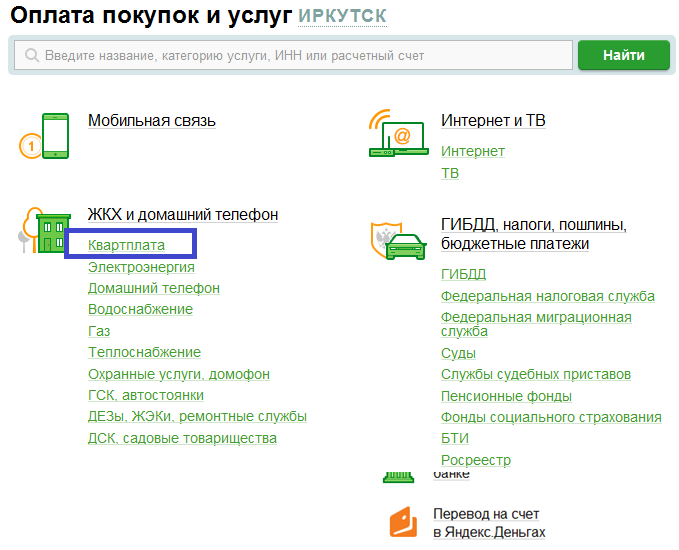 Оплата покупок и услуг ИРКУТСК
Введите название, категорию услуги, ИНН или расчетный счет
Найти
Мобильная связь
1
ЖКХ и домашний телефон
Квартплата
Электроэнергия
Домашний телефон
Водоснабжение
Газ
Теплоснабжение
Охранные услуги, домофон
ГСК, автостоянки
ДЕЗы, ЖЭКи, ремонтные службы
ДСК, садовые товарищества
Интернет и ТВ
@
Интернет
ТВ
ГИБДД, налоги, пошлины,
бюджетные платежи
ГИБДД
Федеральная налоговая служба
Федеральная миграционная
служба
Суды
Службы судебных приставов
Пенсионные фонды
Фонды социального страхования
БТИ
Росреестр
банке
Перевод на счет
в Яндекс.Деньгах